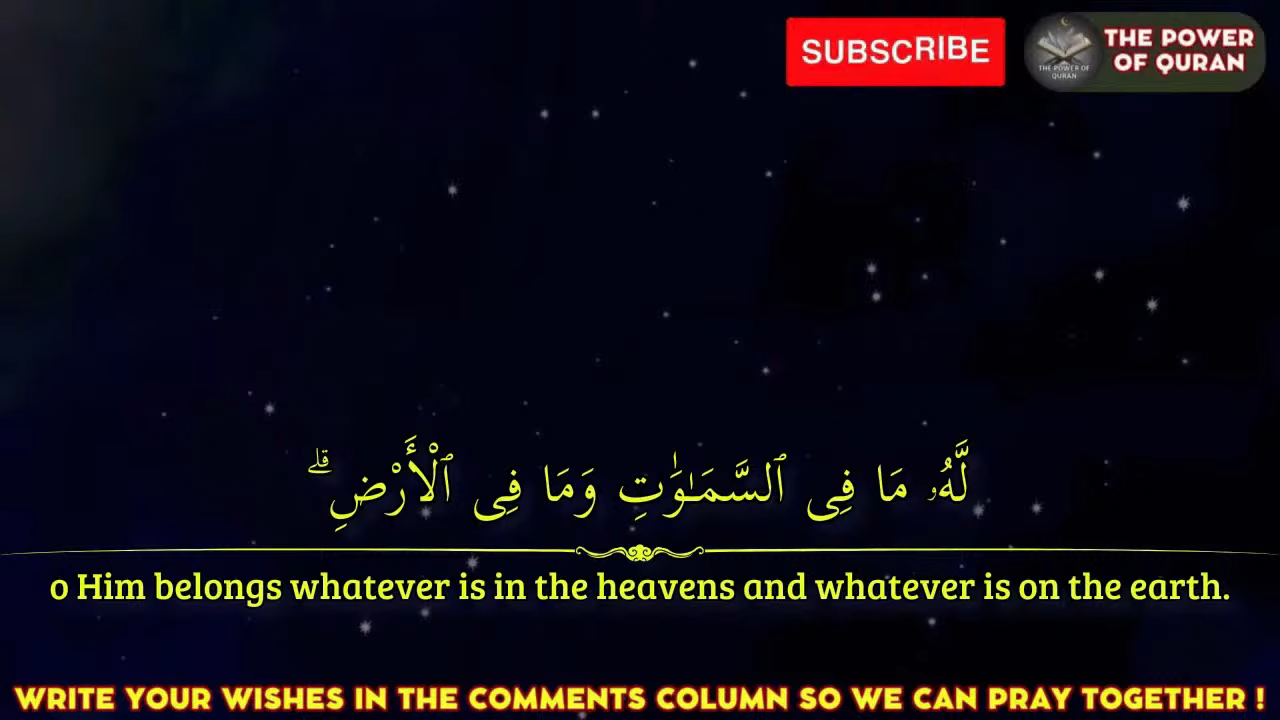 SUBSCRIBE
THE POWER
OF QURAN
THE POWER OF
QURAN
لَّهُۥ مَا فِى ٱلسَّمَـٰوَٰتِ وَمَا فِى ٱلْأَرْضِ ۗ
o Him belongs whatever is in the heavens and whatever is on the earth.
WRITE YOUR WISHES IN THE COMMENTS COLUMN SO WE CAN PRAY TOGETHER !